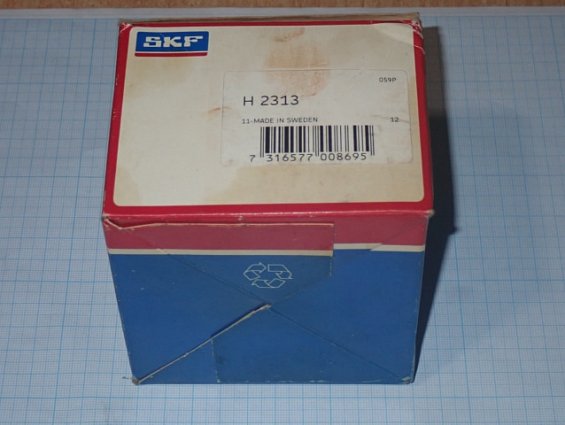 SKF
059P
H 2313
11-MADE IN SWEDEN 12
7 316577 008695